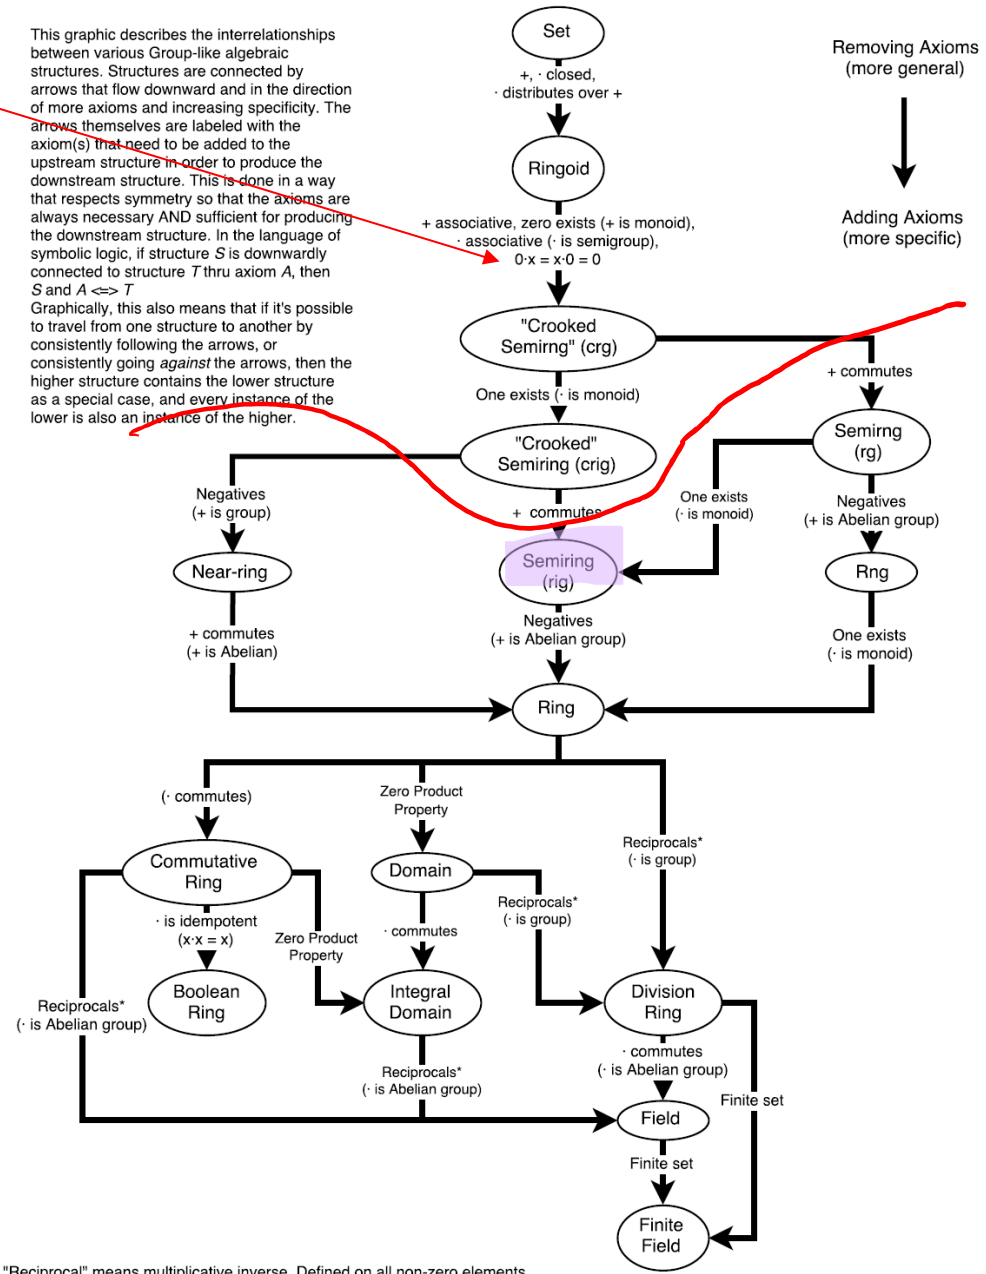 This graphic describes the interrelationships
between various Group-like algebraic
structures. Structures are connected by
arrows that flow downward and in the direction
of more axioms and increasing specificity. The
arrows themselves are labeled with the
axiom(s) that need to be added to the
upstream structure in order to produce the
downstream structure. This is done in a way
that respects symmetry so that the axioms are
always necessary AND sufficient for producing
the downstream structure. In the language of
symbolic logic, if structure S is downwardly
connected to structure T thru axiom A, then
S and A <=> T
Graphically, this also means that if it's possible
to travel from one structure to another by
consistently following the arrows, or
consistently going against the arrows, then the
higher structure contains the lower structure
as a special case, and every instance of the
lower is also an instance of the higher.
Set
Removing Axioms
(more general)
Adding Axioms
(more specific)
+, · closed,
· distributes over +
Ringoid
+ associative, zero exists (+ is monoid),
· associative (· is semigroup),
0·x = x·0 = 0
"Crooked
Semirng" (crg)
+ commutes
One exists (· is monoid)
"Crooked"
Semiring (crig)
Semirng
(rg)
Negatives
(+ is group)
+ commutes
One exists
(· is monoid)
Negatives
(+ is Abelian group)
Near-ring
Semiring
(rig)
Rng
+ commutes
(+ is Abelian)
Negatives
(+ is Abelian group)
One exists
(· is monoid)
Ring
(· commutes)
Zero Product
Property
Reciprocals*
(· is group)
Commutative
Ring
Domain
· is idempotent
(x·x = x)
Zero Product
Property
· commutes
Reciprocals*
(· is group)
Reciprocals*
(· is Abelian group)
Boolean
Ring
Integral
Domain
Division
Ring
Reciprocals*
(· is Abelian group)
· commutes
(· is Abelian group)
Finite set
Field
Finite set
Finite
Field
"Reciprocal" means multiplicative inverse. Defined on all non-zero elements